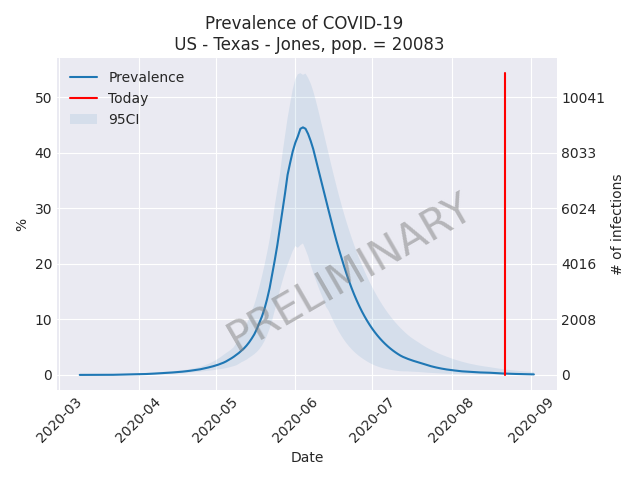 Prevalence of COVID-19
US - Texas - Jones, pop. = 20083
Prevalence
Today
95CI
50
40
30
20
10
0
%
10041
8033
6024
4016
2008
0
# of infections
PRELIMINARY
2020-03
2020-04
2020-05
2020-06
2020-07
2020-08
2020-09
Date